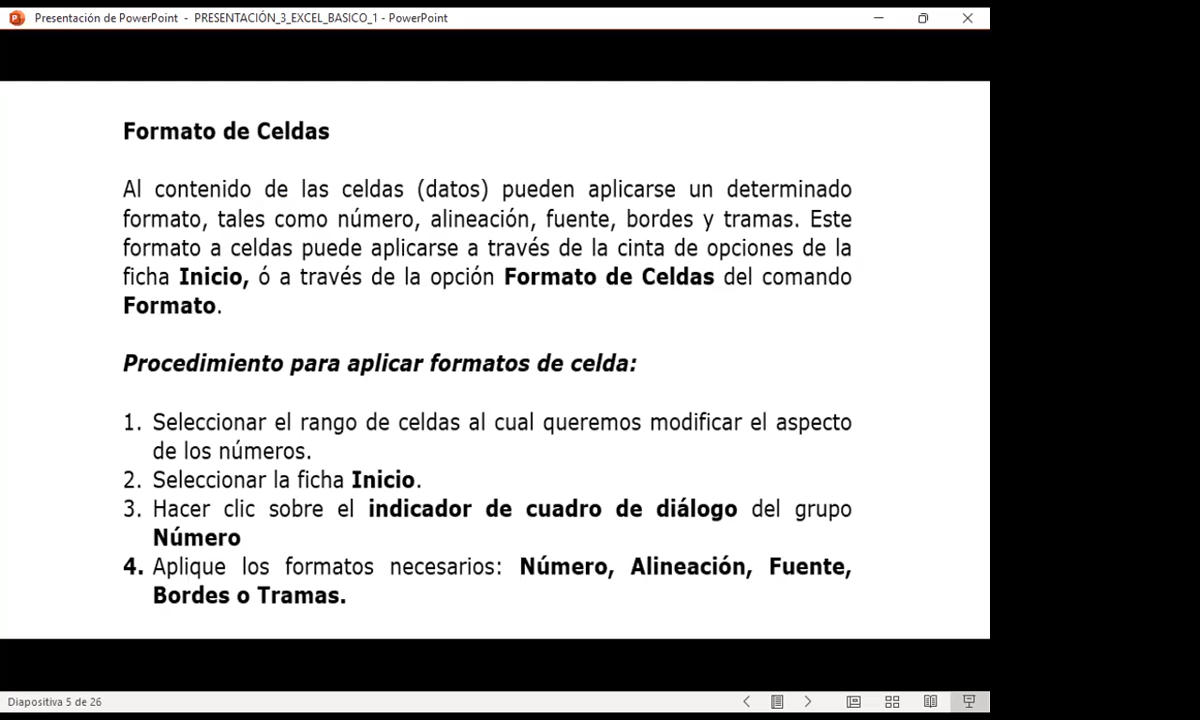 Presentación de PowerPoint - PRESENTACIÓN_3_EXCEL_BASICO_1 - PowerPoint
Formato de Celdas
Al contenido de las celdas (datos) pueden aplicarse un determinado
formato, tales como número, alineación, fuente, bordes y tramas. Este
formato a celdas puede aplicarse a través de la cinta de opciones de la
ficha Inicio, ó a través de la opción Formato de Celdas del comando
Formato.
Procedimiento para aplicar formatos de celda:
1. Seleccionar el rango de celdas al cual queremos modificar el aspecto
de los números.
2. Seleccionar la ficha Inicio.
3. Hacer clic sobre el indicador de cuadro de diálogo del grupo
Número
4. Aplique los formatos necesarios: Número, Alineación, Fuente,
Bordes o Tramas.
Diapositiva 5 de 26